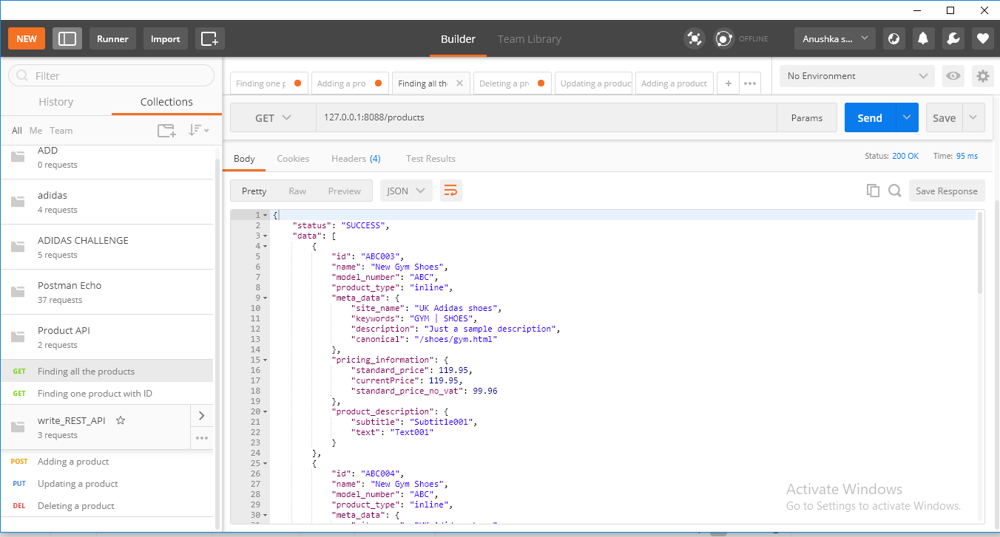 NEW Runner Import Builder Team Library OFFLINE Anushka s...
Filter
History Collections
All Me Team
ADD
0 requests
adidas
4 requests
ADIDAS CHALLENGE
5 requests
Postman Echo
37 requests
Product API
2 requests
GET Finding all the products
GET Finding one product with ID
write_REST_API
3 requests
POST Adding a product
PUT Updating a product
DEL Deleting a product
Finding one p Adding a pro Finding all th Deleting a pr Updating a produc Adding a product + ••• No Environment
GET 127.0.0.1:8088/products Params Send Save
Body Cookies Headers (4) Test Results Status: 200 OK Time: 95 ms
Pretty Raw Preview JSON Save Response
1 {
2 "status": "SUCCESS",
3 "data": [
4 {
5 "id": "ABC003",
6 "name": "New Gym Shoes",
7 "model_number": "ABC",
8 "product_type": "inline",
9 "meta_data": {
10 "site_name": "UK Adidas shoes",
11 "keywords": "GYM | SHOES",
12 "description": "Just a sample description",
13 "canonical": "/shoes/gym.html"
14 },
15 "pricing_information": {
16 "standard_price": 119.95,
17 "currentPrice": 119.95,
18 "standard_price_no_vat": 99.96
19 },
20 "product_description": {
21 "subtitle": "Subtitle001",
22 "text": "Text001"
23 }
24 },
25 {
26 "id": "ABC004",
27 "name": "New Gym Shoes",
28 "model_number": "ABC",
29 "product_type": "inline",
30 "meta_data": {
Activate Windows
Go to Settings to activate Windows.